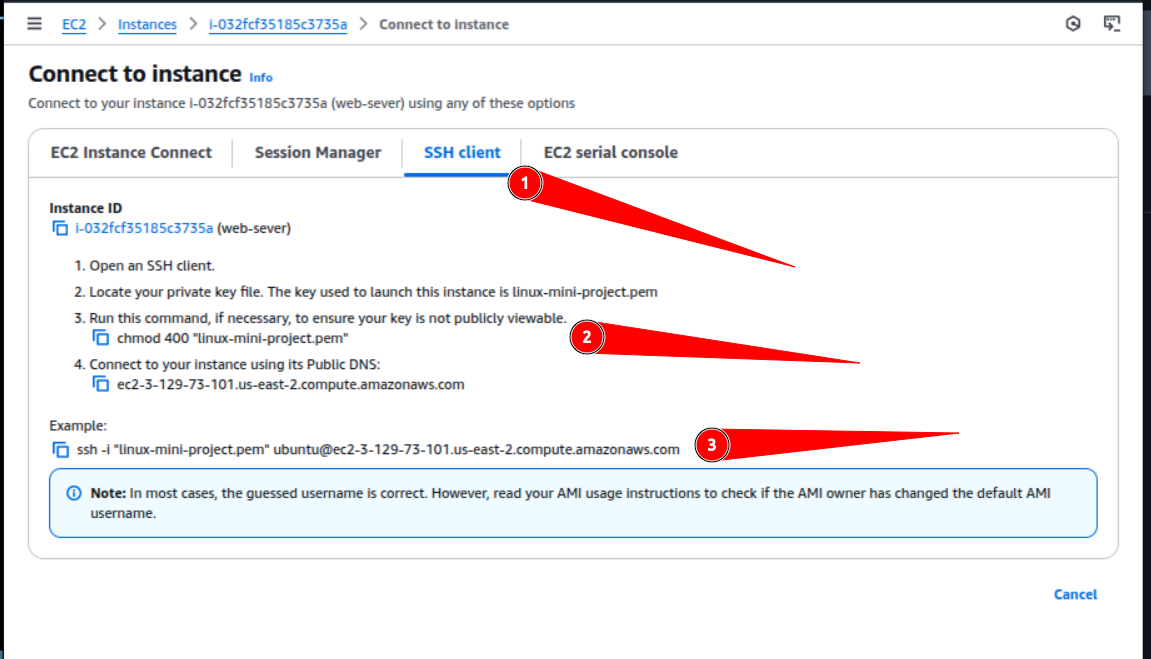 EC2 > Instances > i-032fcf35185c3735a > Connect to instance
Connect to instance Info
Connect to your instance i-032fcf35185c3735a (web-sever) using any of these options
EC2 Instance Connect Session Manager SSH client EC2 serial console
1
Instance ID
i-032fcf35185c3735a (web-sever)
1. Open an SSH client.
2. Locate your private key file. The key used to launch this instance is linux-mini-project.pem
3. Run this command, if necessary, to ensure your key is not publicly viewable.
chmod 400 "linux-mini-project.pem"
2
4. Connect to your instance using its Public DNS:
ec2-3-129-73-101.us-east-2.compute.amazonaws.com
Example:
ssh -i "linux-mini-project.pem" ubuntu@ec2-3-129-73-101.us-east-2.compute.amazonaws.com
3
Note: In most cases, the guessed username is correct. However, read your AMI usage instructions to check if the AMI owner has changed the default AMI
username.
Cancel